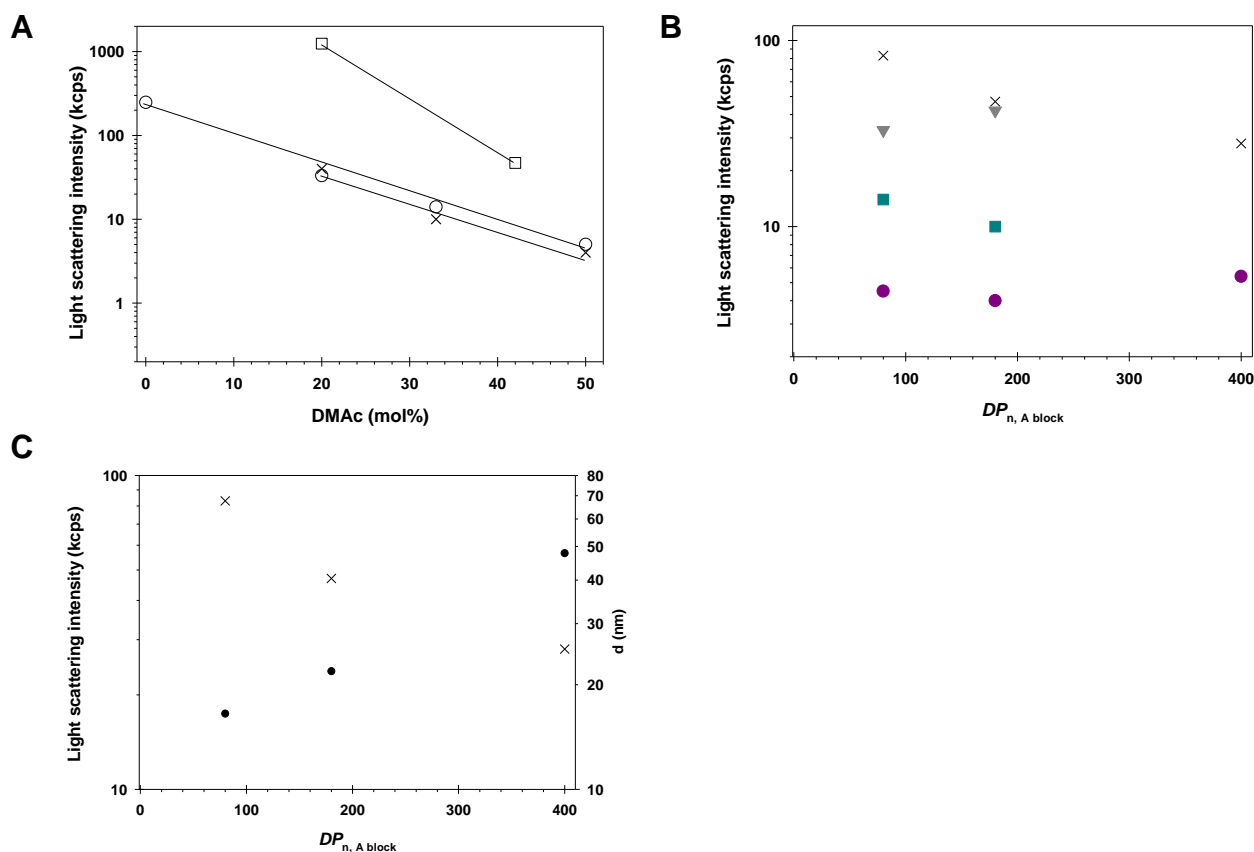 A
Light scattering intensity (kcps)
1000
100
10
1
0 10 20 30 40 50
DMAc (mol%)
B
Light scattering intensity (kcps)
100
10
0 100 200 300 400
DPn, A block
C
Light scattering intensity (kcps)
100
10
0 100 200 300 400
DPn, A block
80
70
60
50
40
30
20
10
d (nm)